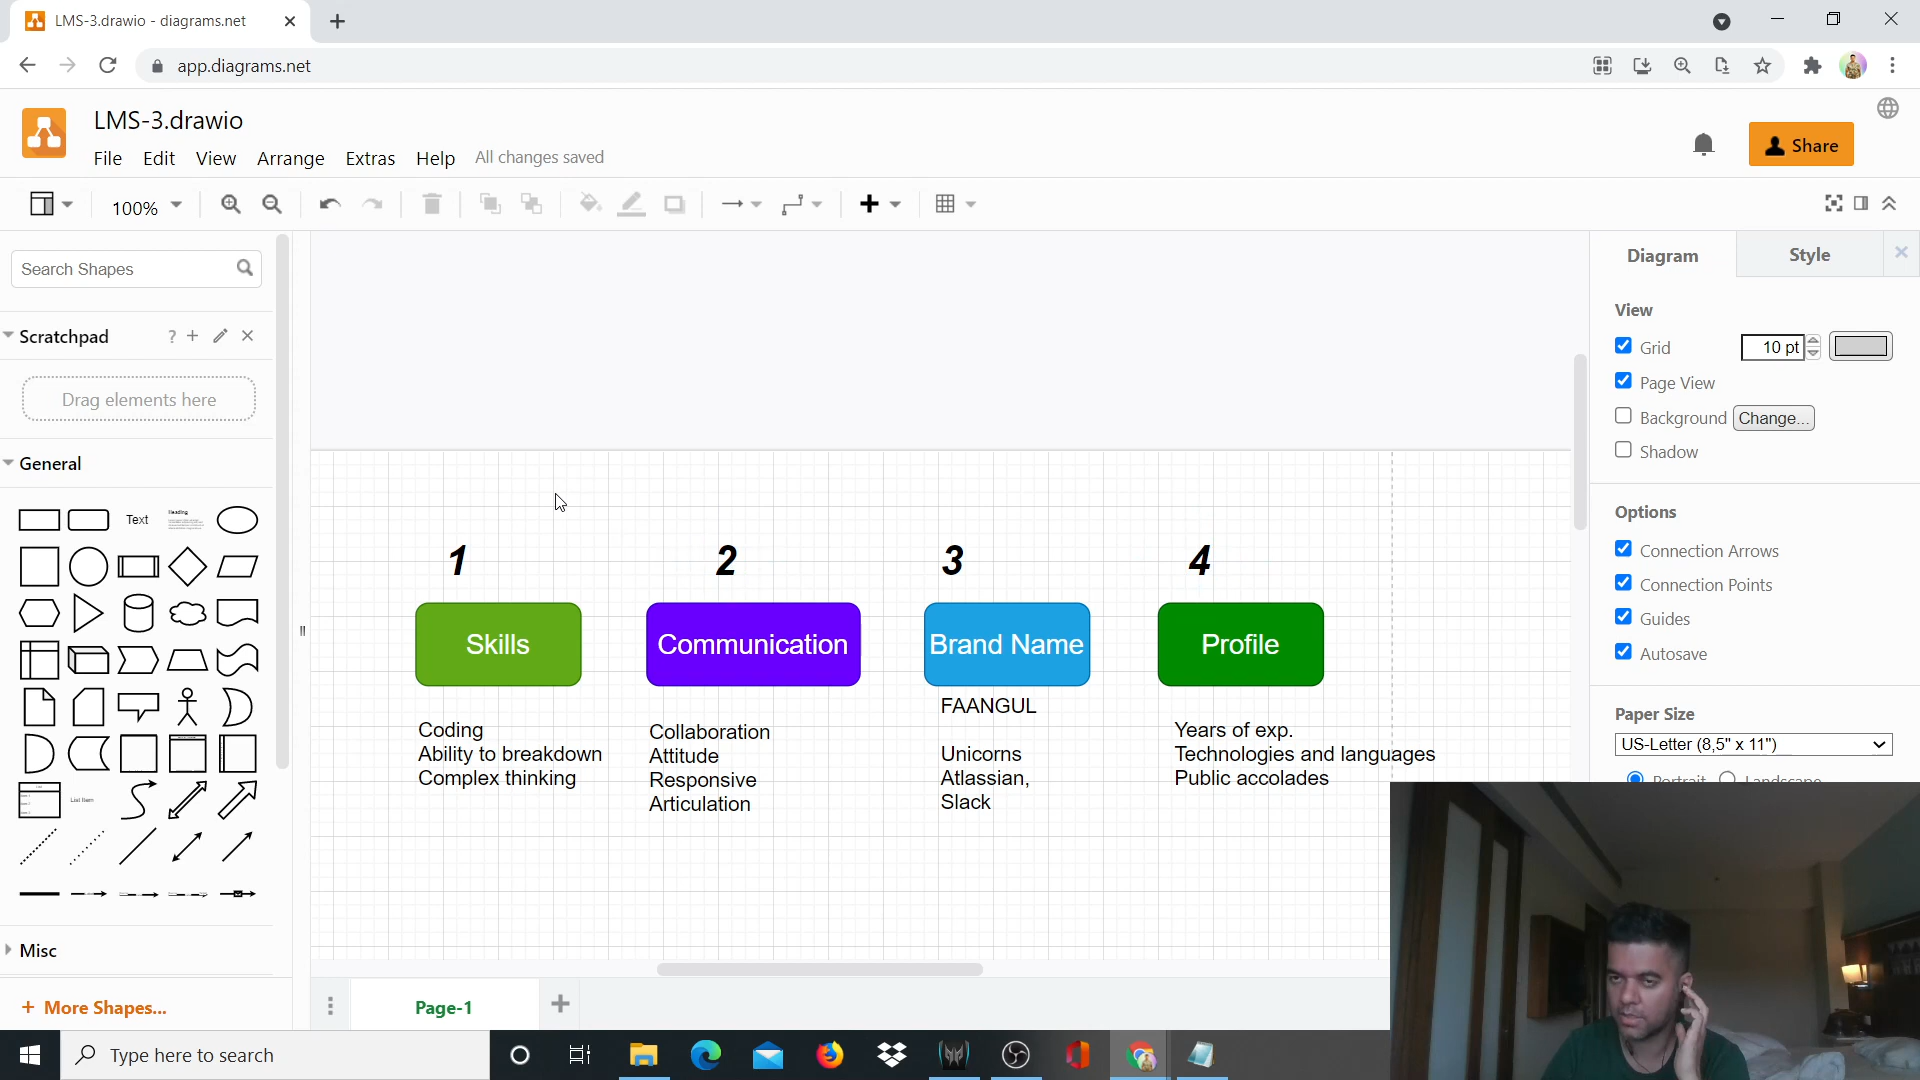 LMS-3.drawio - diagrams.net
app.diagrams.net
LMS-3.drawio
File Edit View Arrange Extras Help All changes saved
Share
100%
Search Shapes
Scratchpad
?
Drag elements here
General
Text
Heading
List Item
Misc
+ More Shapes...
1
2
3
4
Skills
Communication
Brand Name
Profile
Coding
Ability to breakdown
Complex thinking
Collaboration
Attitude
Responsive
Articulation
FAANGUL
Unicorns
Atlassian,
Slack
Years of exp.
Technologies and languages
Public accolades
Page-1
Diagram
Style
View
Grid
10 pt
Page View
Background
Change...
Shadow
Options
Connection Arrows
Connection Points
Guides
Autosave
Paper Size
US-Letter (8,5" x 11")
Portrait
Landscape
Type here to search